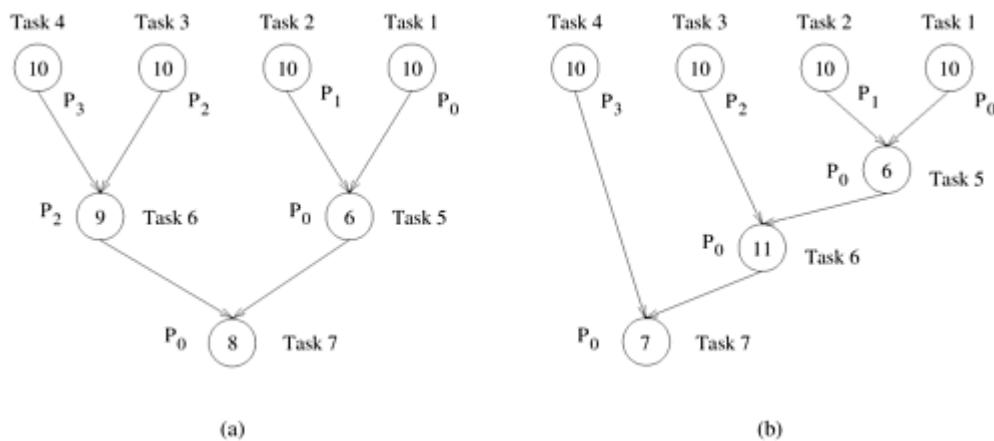 Task 4 Task 3 Task 2 Task 1 Task 4 Task 3 Task 2 Task 1
10 10 10 10 10 10 10 10
P3 P2 P1 P0 P3 P2 P1 P0
P0 6 Task 5
P2 9 Task 6 P0 6 Task 5
P0 11 Task 6
P0 8 Task 7 P0 7 Task 7
(a) (b)